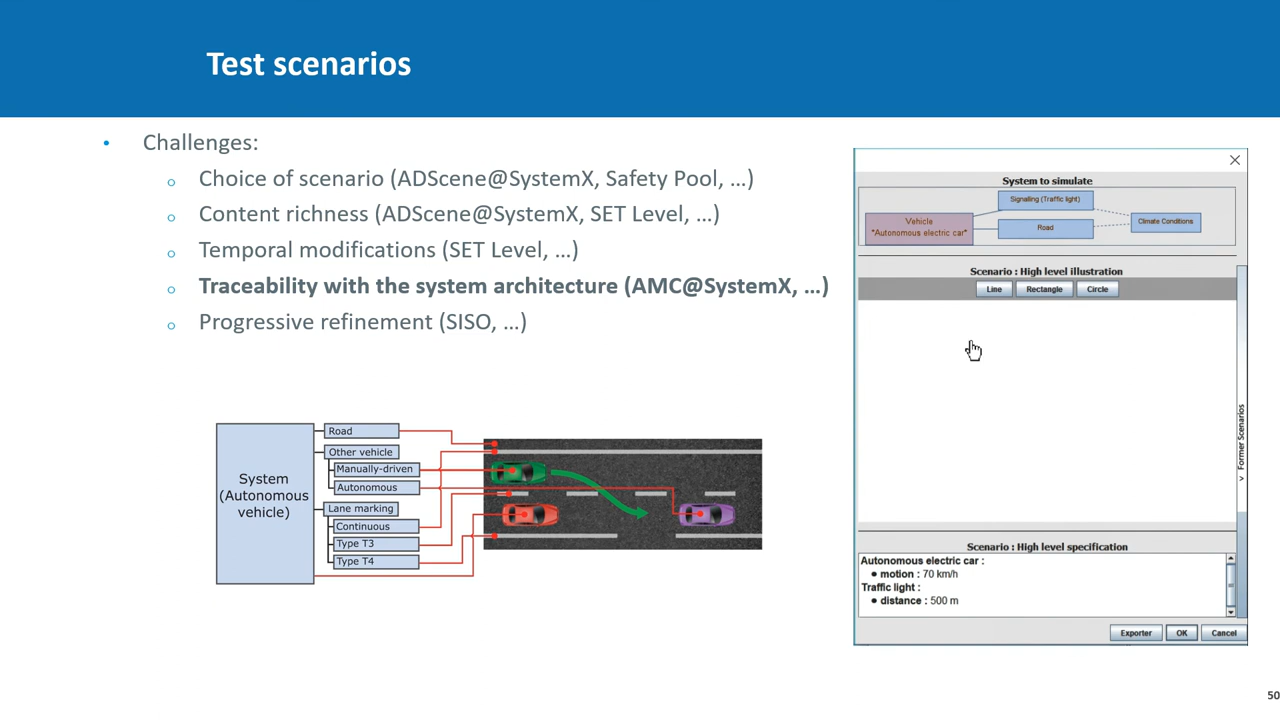 Test scenarios
• Challenges:
o Choice of scenario (ADScene@SystemX, Safety Pool, …)
o Content richness (ADScene@SystemX, SET Level, …)
o Temporal modifications (SET Level, …)
o Traceability with the system architecture (AMC@SystemX, …)
o Progressive refinement (SISO, …)
System
(Autonomous
vehicle)
Road
Other vehicle
Manually-driven
Autonomous
Lane marking
Continuous
Type T3
Type T4
System to simulate
Signalling (Traffic light)
Vehicle
*Autonomous electric car*
Road
Climate Conditions
Scenario : High level illustration
Line
Rectangle
Circle
< Former Scenarios
Scenario : High level specification
Autonomous electric car :
• motion : 70 km/h
Traffic light :
• distance : 500 m
Exporter
OK
Cancel
50